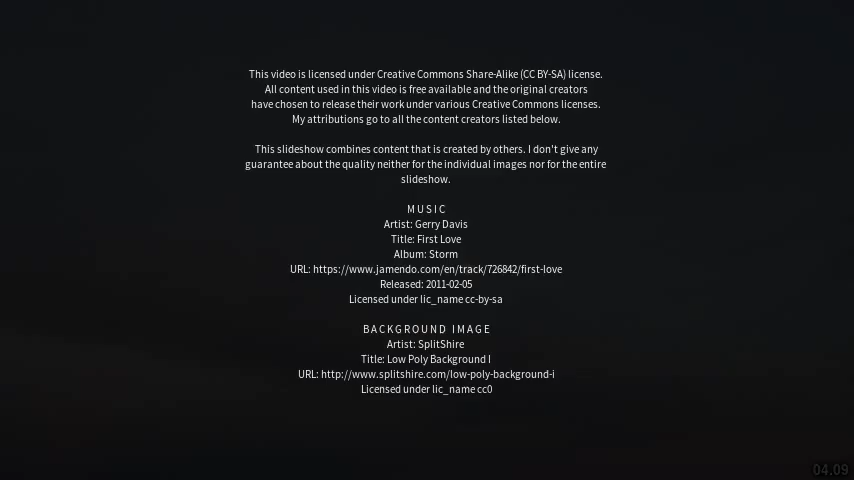 This video is licensed under Creative Commons Share-Alike (CC BY-SA) license.
All content used in this video is free available and the original creators
have chosen to release their work under various Creative Commons licenses.
My attributions go to all the content creators listed below.
This slideshow combines content that is created by others. I don't give any
guarantee about the quality neither for the individual images nor for the entire
slideshow.
MUSIC
Artist: Gerry Davis
Title: First Love
Album: Storm
URL: https://www.jamendo.com/en/track/726842/first-love
Released: 2011-02-05
Licensed under lic_name cc-by-sa
BACKGROUND IMAGE
Artist: SplitShire
Title: Low Poly Background I
URL: http://www.splitshire.com/low-poly-background-i
Licensed under lic_name cc0
04.09